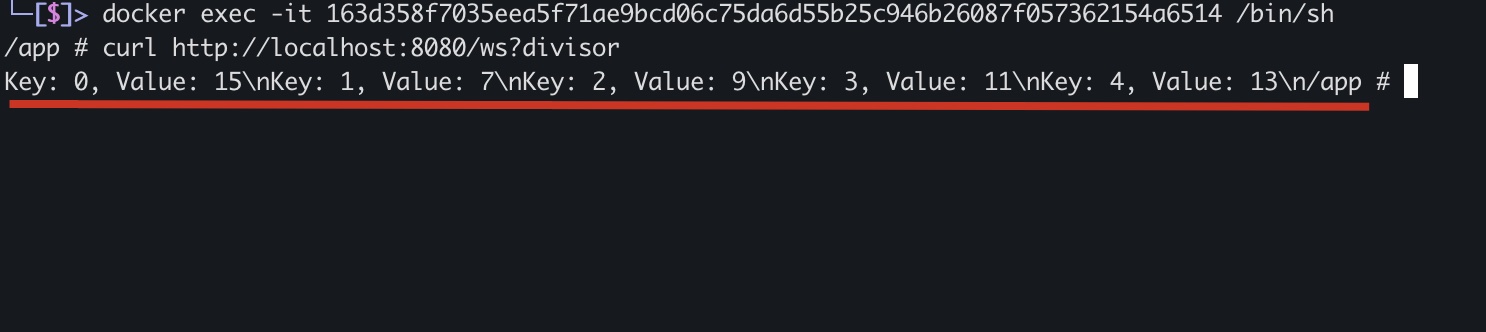 └─[$]> docker exec -it 163d358f7035eea5f71ae9bcd06c75da6d55b25c946b26087f057362154a6514 /bin/sh
/app # curl http://localhost:8080/ws?divisor
Key: 0, Value: 15\nKey: 1, Value: 7\nKey: 2, Value: 9\nKey: 3, Value: 11\nKey: 4, Value: 13\n/app #